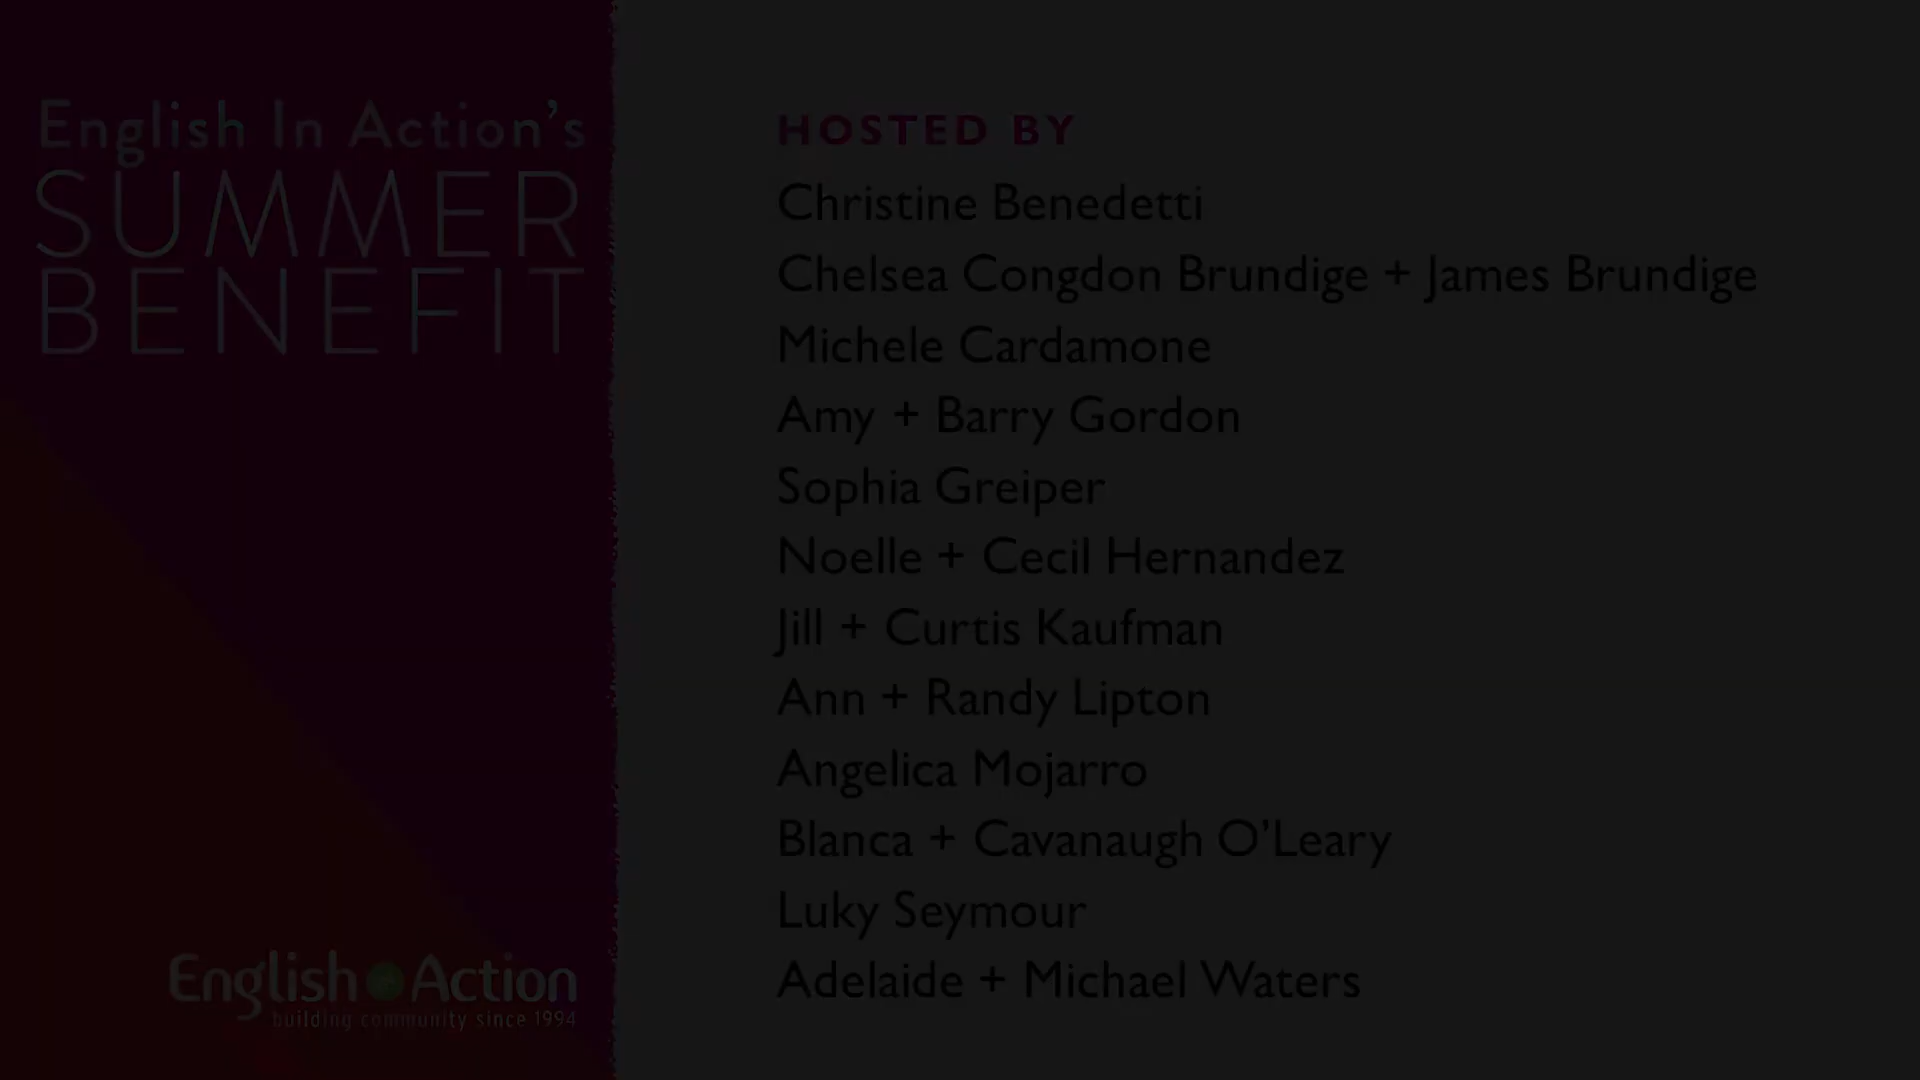 English In Action's
SUMMER
BENEFIT
HOSTED BY
Christine Benedetti
Chelsea Congdon Brundige + James Brundige
Michele Cardamone
Amy + Barry Gordon
Sophia Greiper
Noelle + Cecil Hernandez
Jill + Curtis Kaufman
Ann + Randy Lipton
Angelica Mojarro
Blanca + Cavanaugh O'Leary
Luky Seymour
Adelaide + Michael Waters
English Action
building community since 1994